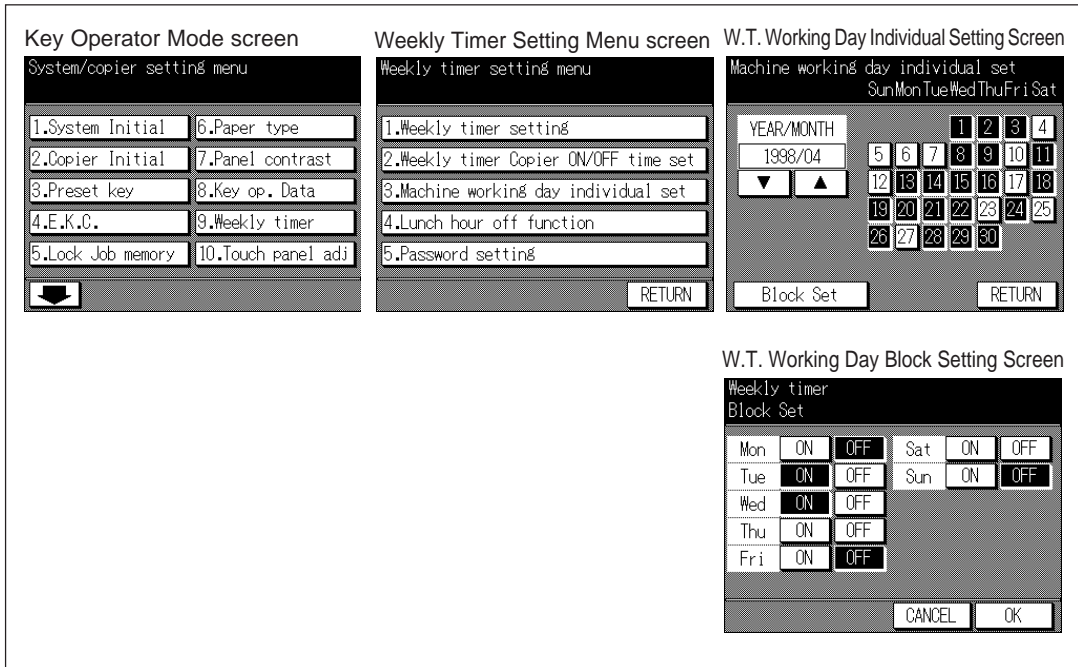 Key Operator Mode screen
System/copier setting menu
1.System Initial 6.Paper type
2.Copier Initial 7.Panel contrast
3.Preset key 8.Key op. Data
4.E.K.C. 9.Weekly timer
5.Lock Job memory 10.Touch panel adj
Weekly Timer Setting Menu screen
Weekly timer setting menu
1.Weekly timer setting
2.Weekly timer Copier ON/OFF time set
3.Machine working day individual set
4.Lunch hour off function
5.Password setting
RETURN
W.T. Working Day Individual Setting Screen
Machine working day individual set
SunMonTueWedThuFriSat
YEAR/MONTH 1 2 3 4
1998/04 5 6 7 8 9 10 11
▼ ▲ 12 13 14 15 16 17 18
19 20 21 22 23 24 25
26 27 28 29 30
Block Set RETURN
W.T. Working Day Block Setting Screen
Weekly timer
Block Set
Mon ON OFF Sat ON OFF
Tue ON OFF Sun ON OFF
Wed ON OFF
Thu ON OFF
Fri ON OFF
CANCEL OK